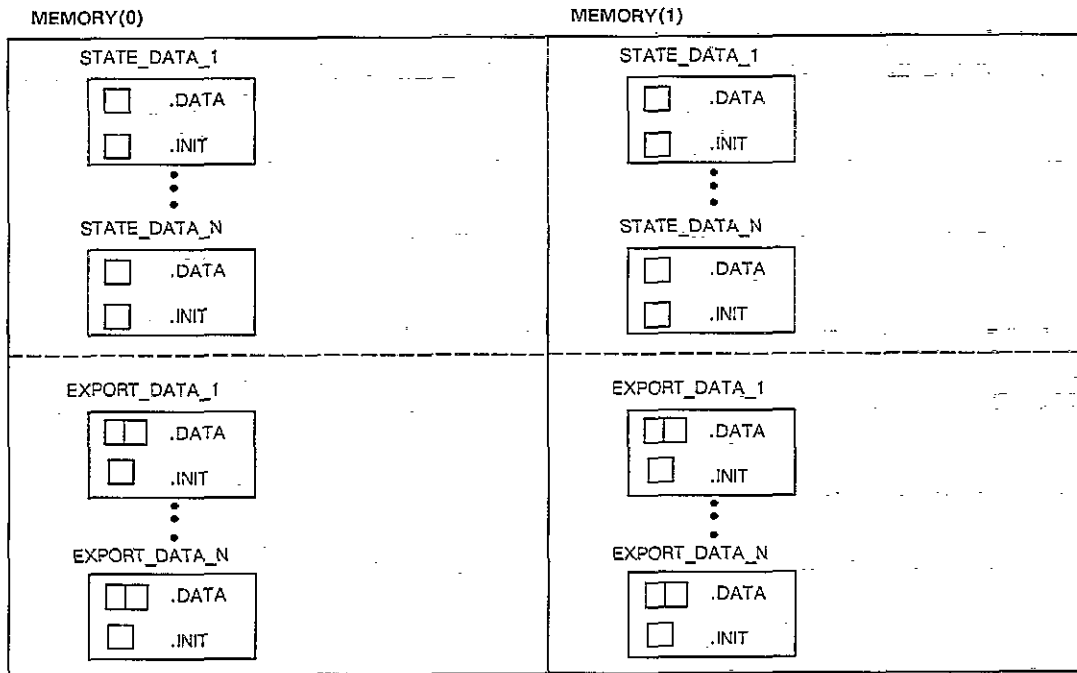 MEMORY(0) MEMORY(1)
STATE_DATA_1 STATE_DATA_1
.DATA .DATA
.INIT .INIT
STATE_DATA_N STATE_DATA_N
.DATA .DATA
.INIT .INIT
EXPORT_DATA_1 EXPORT_DATA_1
.DATA .DATA
.INIT .INIT
EXPORT_DATA_N EXPORT_DATA_N
.DATA .DATA
.INIT .INIT